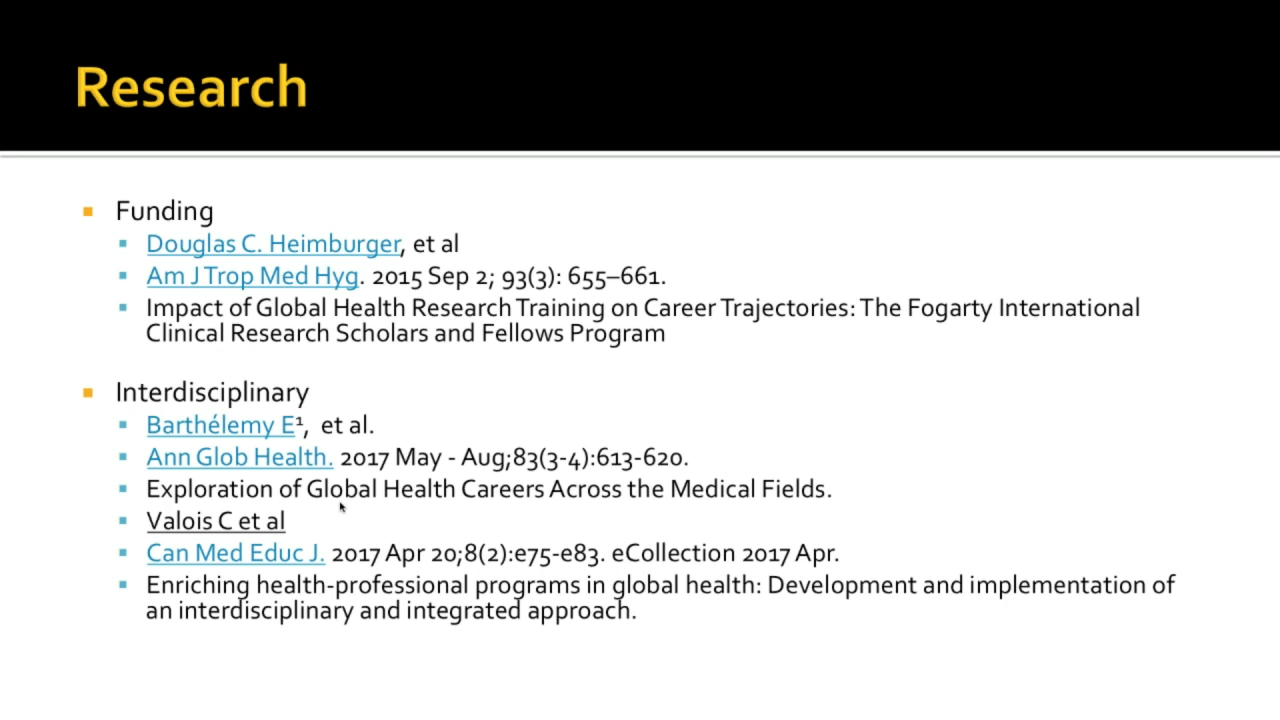 Research
Funding
Douglas C. Heimburger, et al
Am J Trop Med Hyg. 2015 Sep 2; 93(3): 655–661.
Impact of Global Health Research Training on Career Trajectories: The Fogarty International
Clinical Research Scholars and Fellows Program
Interdisciplinary
Barthélemy E¹, et al.
Ann Glob Health. 2017 May - Aug;83(3-4):613-620.
Exploration of Global Health Careers Across the Medical Fields.
Valois C et al
Can Med Educ J. 2017 Apr 20;8(2):e75-e83. eCollection 2017 Apr.
Enriching health-professional programs in global health: Development and implementation of
an interdisciplinary and integrated approach.